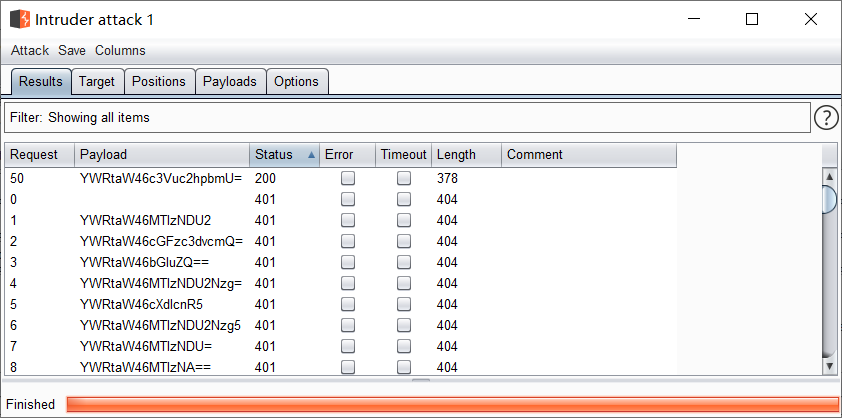 Intruder attack 1
Attack Save Columns
Results Target Positions Payloads Options
Filter: Showing all items ?
Request Payload Status Error Timeout Length Comment
50 YWRtaW46c3Vuc2hpbmU= 200 378
0 401 404
1 YWRtaW46MTIzNDU2 401 404
2 YWRtaW46cGFzc3dvcmQ= 401 404
3 YWRtaW46bGluZQ== 401 404
4 YWRtaW46MTIzNDU2Nzg= 401 404
5 YWRtaW46cXdlcnR5 401 404
6 YWRtaW46MTIzNDU2Nzg5 401 404
7 YWRtaW46MTIzNDU= 401 404
8 YWRtaW46MTIzNA== 401 404
Finished